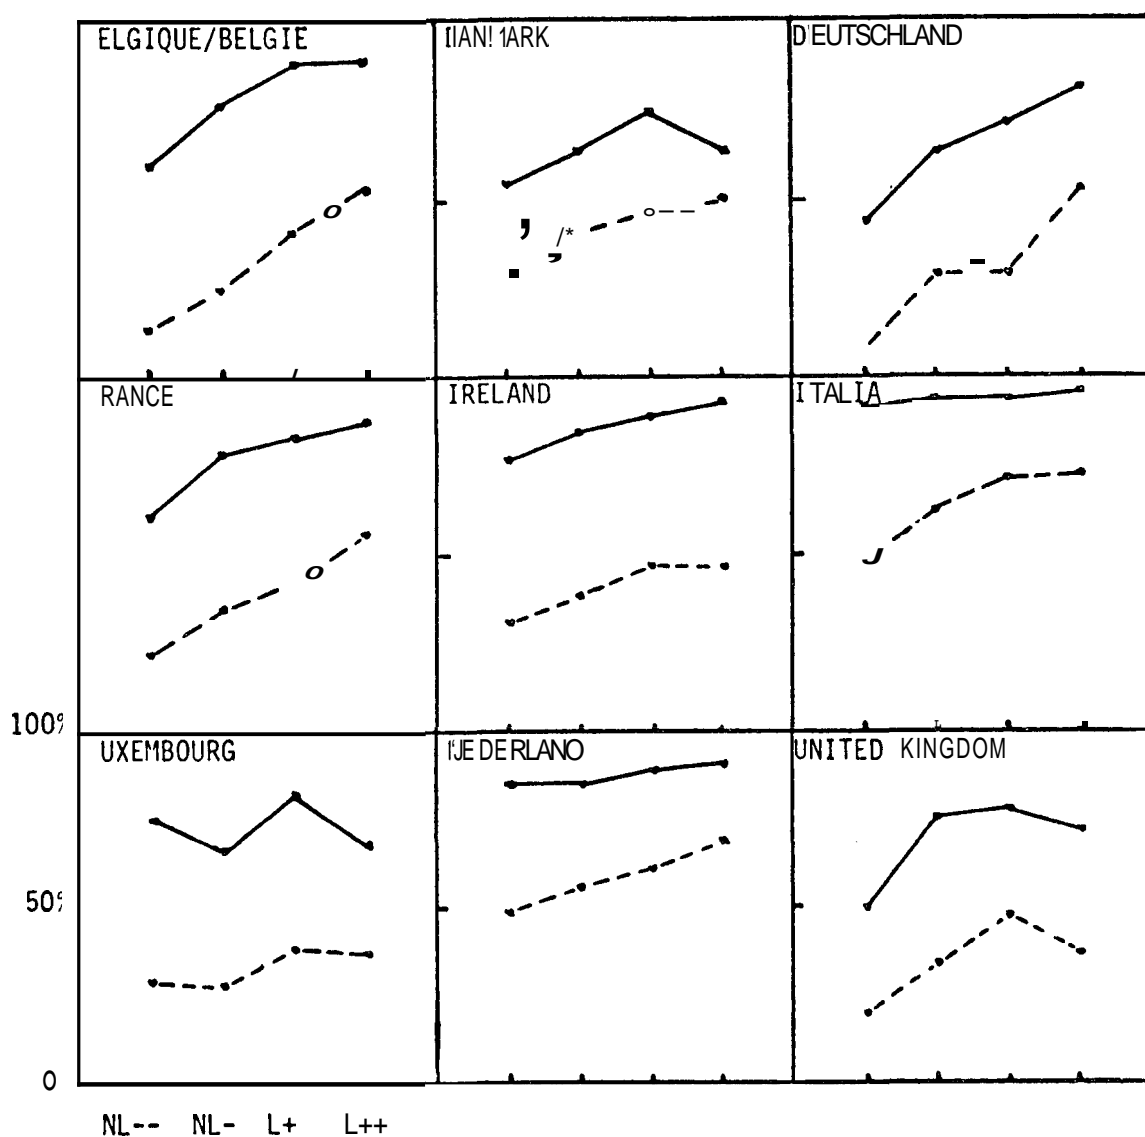 ELGIQUE/BELGIE
DEUTSCHLAND
RANCE
IRELAND
ITALIA
100%
UXEMBOURG
UNITED KINGDOM
50%
0
NL-- NL- L+ L++